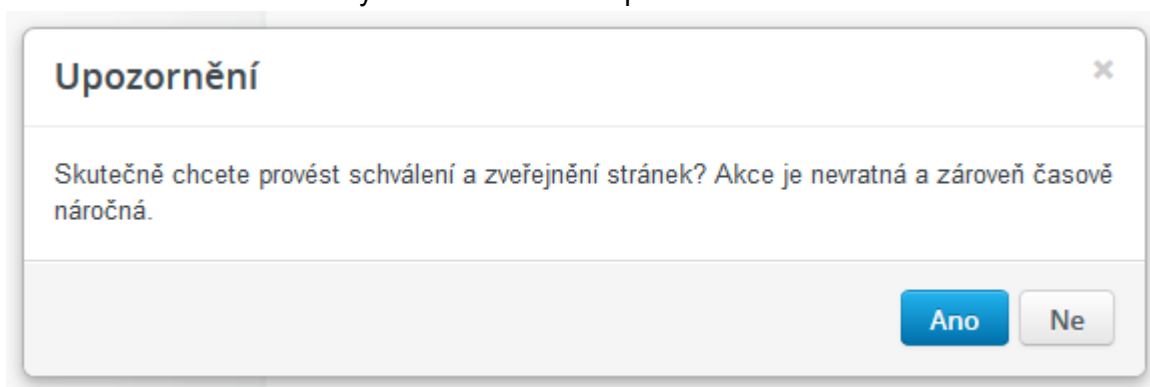 Upozornění
Skutečně chcete provést schválení a zveřejnění stránek? Akce je nevratná a zároveň časově
náročná.
Ano Ne